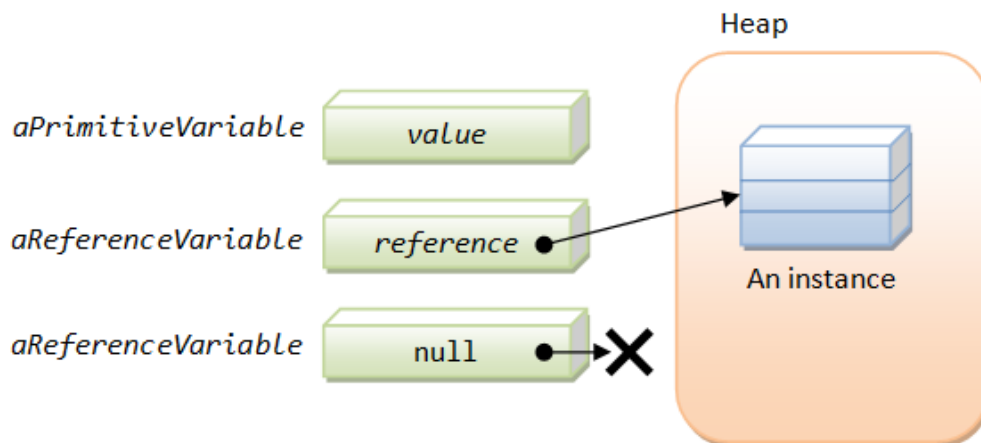 Heap
aPrimitiveVariable
value
aReferenceVariable
reference
An instance
aReferenceVariable
null